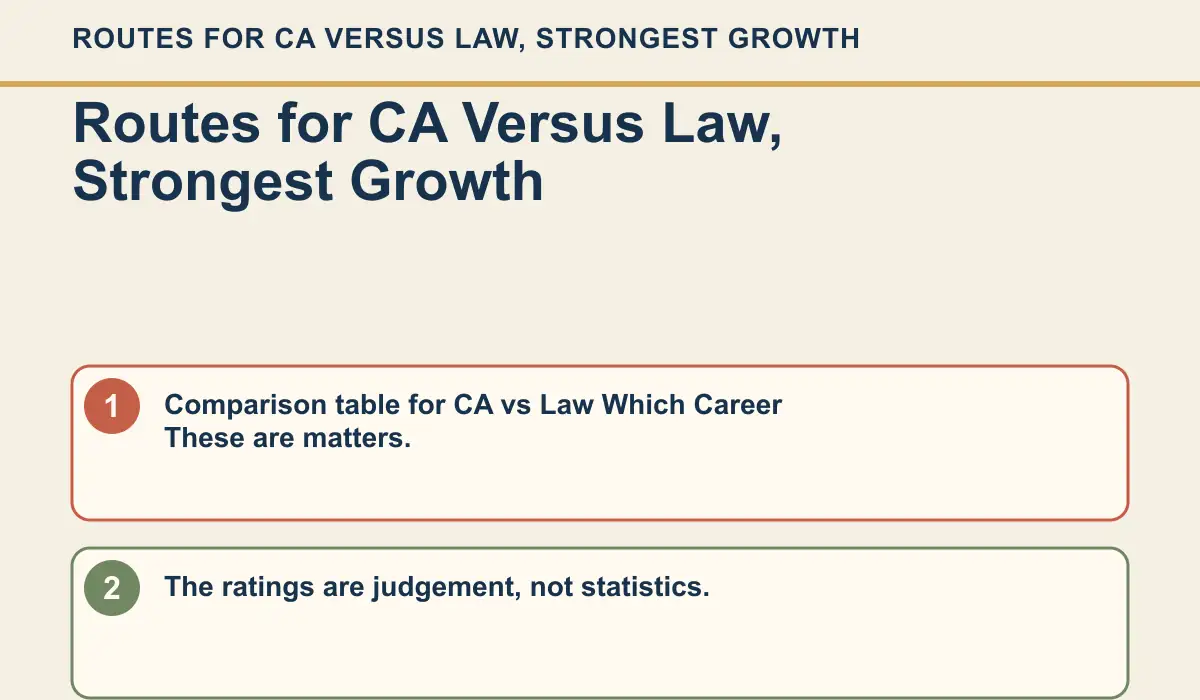 ROUTES FOR CA VERSUS LAW, STRONGEST GROWTH
Routes for CA Versus Law,
Strongest Growth
1
Comparison table for CA vs Law Which Career
These are matters.
2
The ratings are judgement, not statistics.